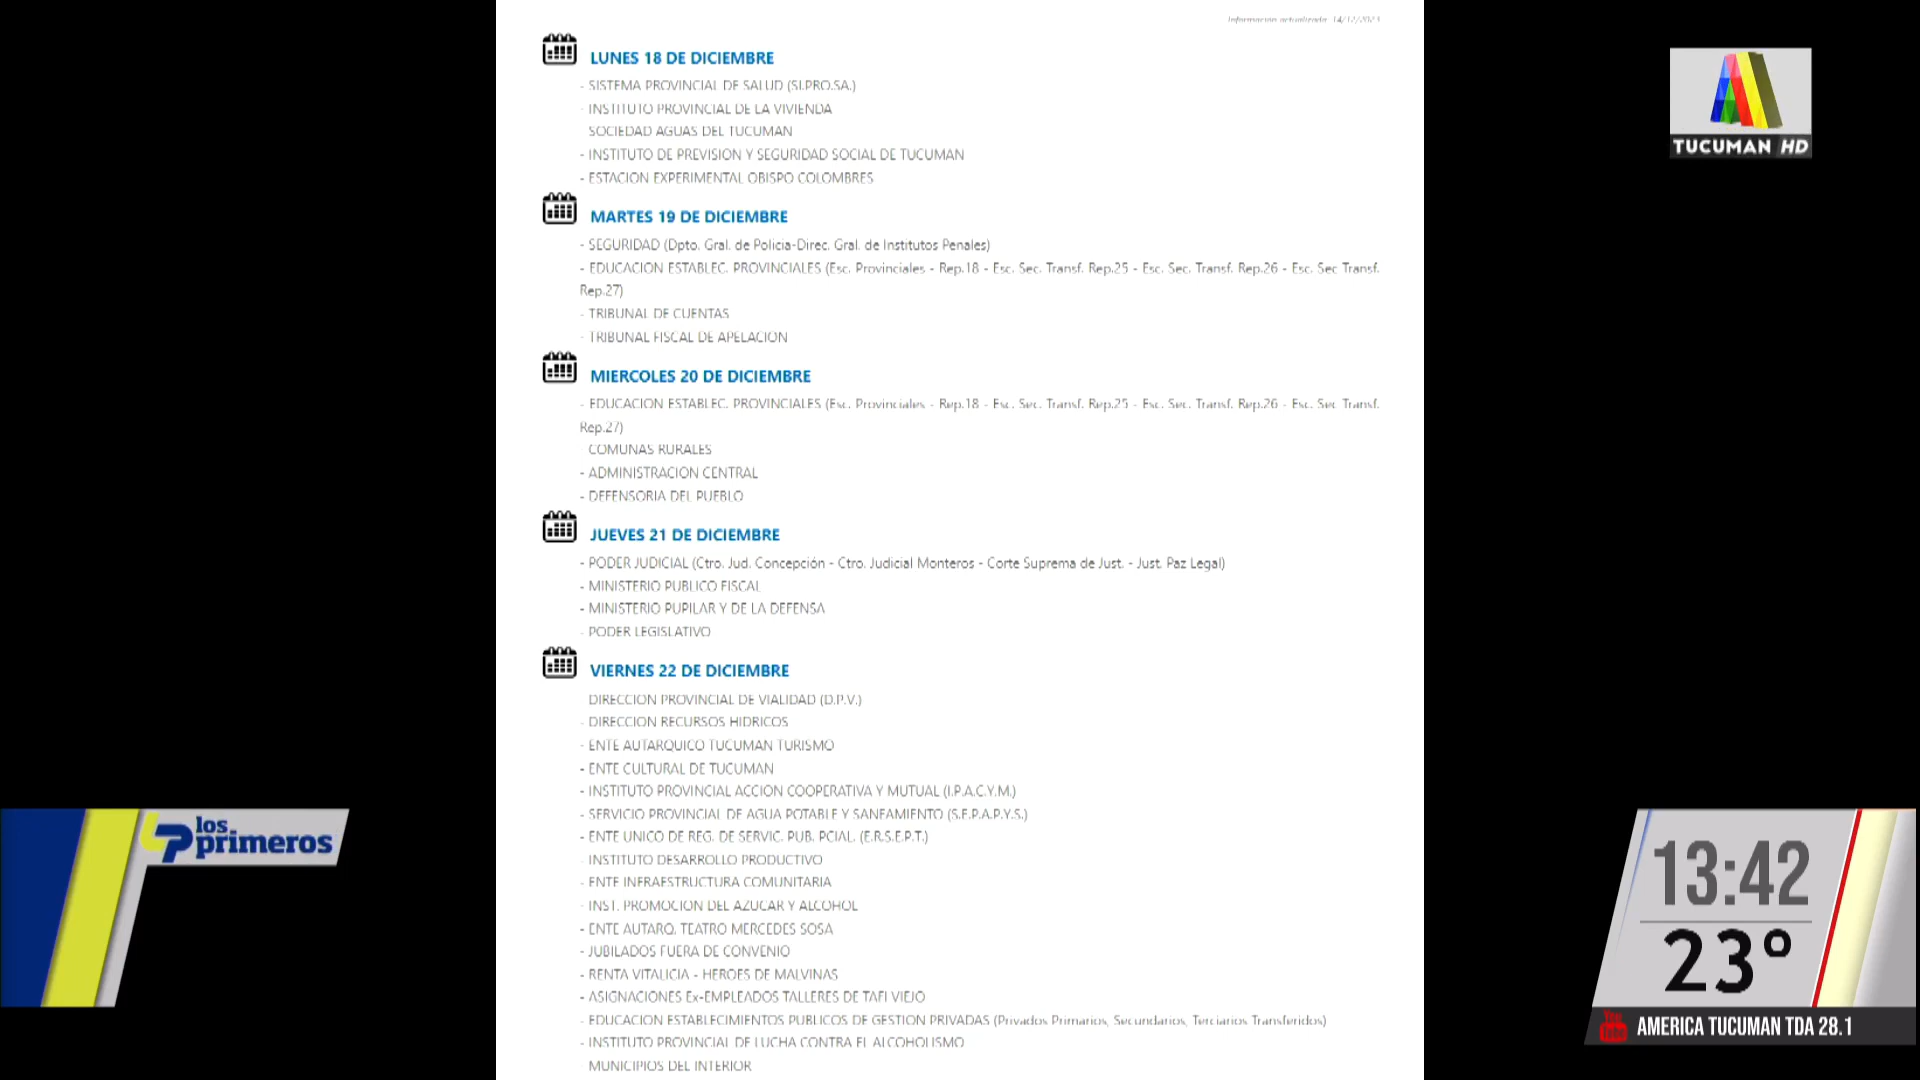 Información actualizada: 14/12/2023
LUNES 18 DE DICIEMBRE
- SISTEMA PROVINCIAL DE SALUD (SI.PRO.SA.)
- INSTITUTO PROVINCIAL DE LA VIVIENDA
SOCIEDAD AGUAS DEL TUCUMAN
- INSTITUTO DE PREVISION Y SEGURIDAD SOCIAL DE TUCUMAN
- ESTACION EXPERIMENTAL OBISPO COLOMBRES
MARTES 19 DE DICIEMBRE
- SEGURIDAD (Dpto. Gral. de Policia-Direc. Gral. de Institutos Penales)
- EDUCACION ESTABLEC. PROVINCIALES (Esc. Provinciales - Rep.18 - Esc. Sec. Transf. Rep.25 - Esc. Sec. Transf. Rep.26 - Esc. Sec Transf.
Rep.27)
- TRIBUNAL DE CUENTAS
- TRIBUNAL FISCAL DE APELACION
MIERCOLES 20 DE DICIEMBRE
- EDUCACION ESTABLEC. PROVINCIALES (Esc. Provinciales - Rep.18 - Esc. Sec. Transf. Rep.25 - Esc. Sec. Transf. Rep.26 - Esc. Sec Transf.
Rep.27)
COMUNAS RURALES
- ADMINISTRACION CENTRAL
- DEFENSORIA DEL PUEBLO
JUEVES 21 DE DICIEMBRE
- PODER JUDICIAL (Ctro. Jud. Concepción - Ctro. Judicial Monteros - Corte Suprema de Just. - Just. Paz Legal)
- MINISTERIO PUBLICO FISCAL
- MINISTERIO PUPILAR Y DE LA DEFENSA
- PODER LEGISLATIVO
VIERNES 22 DE DICIEMBRE
DIRECCION PROVINCIAL DE VIALIDAD (D.P.V.)
- DIRECCION RECURSOS HIDRICOS
- ENTE AUTARQUICO TUCUMAN TURISMO
- ENTE CULTURAL DE TUCUMAN
- INSTITUTO PROVINCIAL ACCION COOPERATIVA Y MUTUAL (I.P.A.C.Y.M.)
- SERVICIO PROVINCIAL DE AGUA POTABLE Y SANEAMIENTO (S.E.P.A.P.Y.S.)
- ENTE UNICO DE REG. DE SERVIC. PUB. PCIAL. (E.R.S.E.P.T.)
- INSTITUTO DESARROLLO PRODUCTIVO
- ENTE INFRAESTRUCTURA COMUNITARIA
- INST. PROMOCION DEL AZUCAR Y ALCOHOL
- ENTE AUTARQ. TEATRO MERCEDES SOSA
- JUBILADOS FUERA DE CONVENIO
- RENTA VITALICIA - HEROES DE MALVINAS
- ASIGNACIONES Ex-EMPLEADOS TALLERES DE TAFI VIEJO
- EDUCACION ESTABLECIMIENTOS PUBLICOS DE GESTION PRIVADAS (Privados Primarios, Secundarios, Terciarios Transferidos)
- INSTITUTO PROVINCIAL DE LUCHA CONTRA EL ALCOHOLISMO
MUNICIPIOS DEL INTERIOR
TUCUMAN HD
LP los primeros
13:42
23°
You Tube AMERICA TUCUMAN TDA 28.1